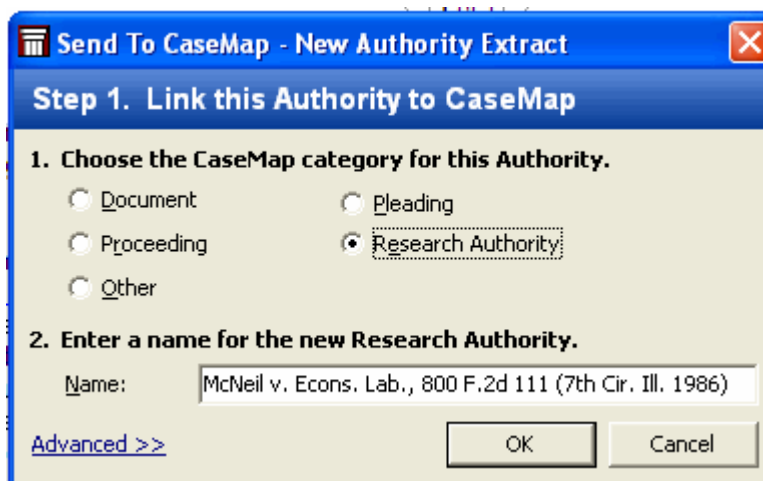 Send To CaseMap - New Authority Extract
Step 1. Link this Authority to CaseMap
1. Choose the CaseMap category for this Authority.
Document Pleading
Proceeding Research Authority
Other
2. Enter a name for the new Research Authority.
Name: McNeil v. Econs. Lab., 800 F.2d 111 (7th Cir. Ill. 1986)
Advanced >> OK Cancel